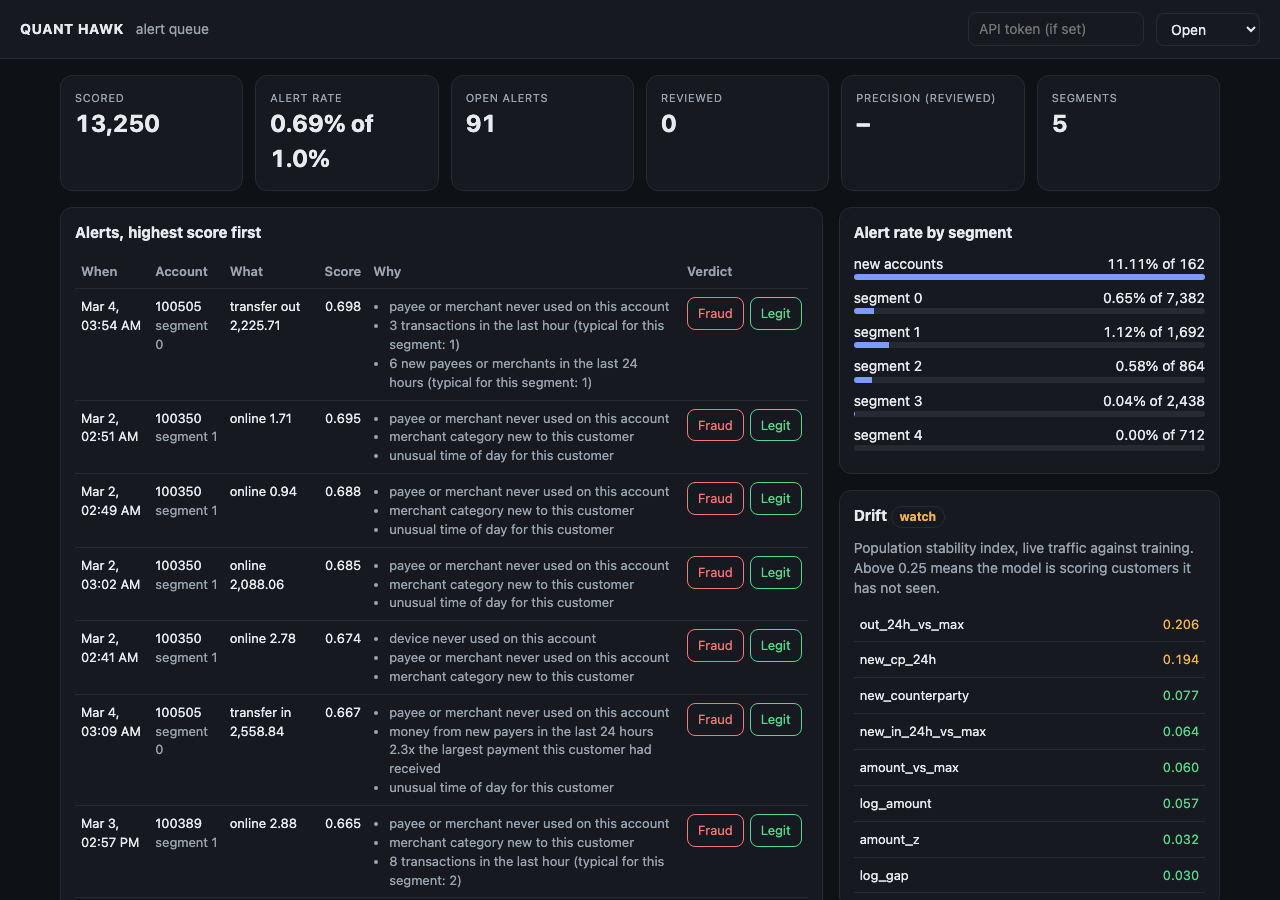 QUANT HAWK alert queue API token (if set) Open
SCORED
13,250
ALERT RATE
0.69% of
1.0%
OPEN ALERTS
91
REVIEWED
0
PRECISION (REVIEWED)
–
SEGMENTS
5
Alerts, highest score first
When Account What Score Why Verdict
Mar 4,
03:54 AM
100505
segment
0
transfer out
2,225.71
0.698
• payee or merchant never used on this account
• 3 transactions in the last hour (typical for this
segment: 1)
• 6 new payees or merchants in the last 24
hours (typical for this segment: 1)
Fraud Legit
Mar 2,
02:51 AM
100350
segment 1
online 1.71
0.695
• payee or merchant never used on this account
• merchant category new to this customer
• unusual time of day for this customer
Fraud Legit
Mar 2,
02:49 AM
100350
segment 1
online 0.94
0.688
• payee or merchant never used on this account
• merchant category new to this customer
• unusual time of day for this customer
Fraud Legit
Mar 2,
03:02 AM
100350
segment 1
online
2,088.06
0.685
• payee or merchant never used on this account
• merchant category new to this customer
• unusual time of day for this customer
Fraud Legit
Mar 2,
02:41 AM
100350
segment 1
online 2.78
0.674
• device never used on this account
• payee or merchant never used on this account
• merchant category new to this customer
Fraud Legit
Mar 4,
03:09 AM
100505
segment
0
transfer in
2,558.84
0.667
• payee or merchant never used on this account
• money from new payers in the last 24 hours
2.3x the largest payment this customer had
received
• unusual time of day for this customer
Fraud Legit
Mar 3,
02:57 PM
100389
segment 1
online 2.88
0.665
• payee or merchant never used on this account
• merchant category new to this customer
• 8 transactions in the last hour (typical for this
segment: 2)
Fraud Legit
Alert rate by segment
new accounts 11.11% of 162
segment 0 0.65% of 7,382
segment 1 1.12% of 1,692
segment 2 0.58% of 864
segment 3 0.04% of 2,438
segment 4 0.00% of 712
Drift watch
Population stability index, live traffic against training.
Above 0.25 means the model is scoring customers it
has not seen.
out_24h_vs_max 0.206
new_cp_24h 0.194
new_counterparty 0.077
new_in_24h_vs_max 0.064
amount_vs_max 0.060
log_amount 0.057
amount_z 0.032
log_gap 0.030